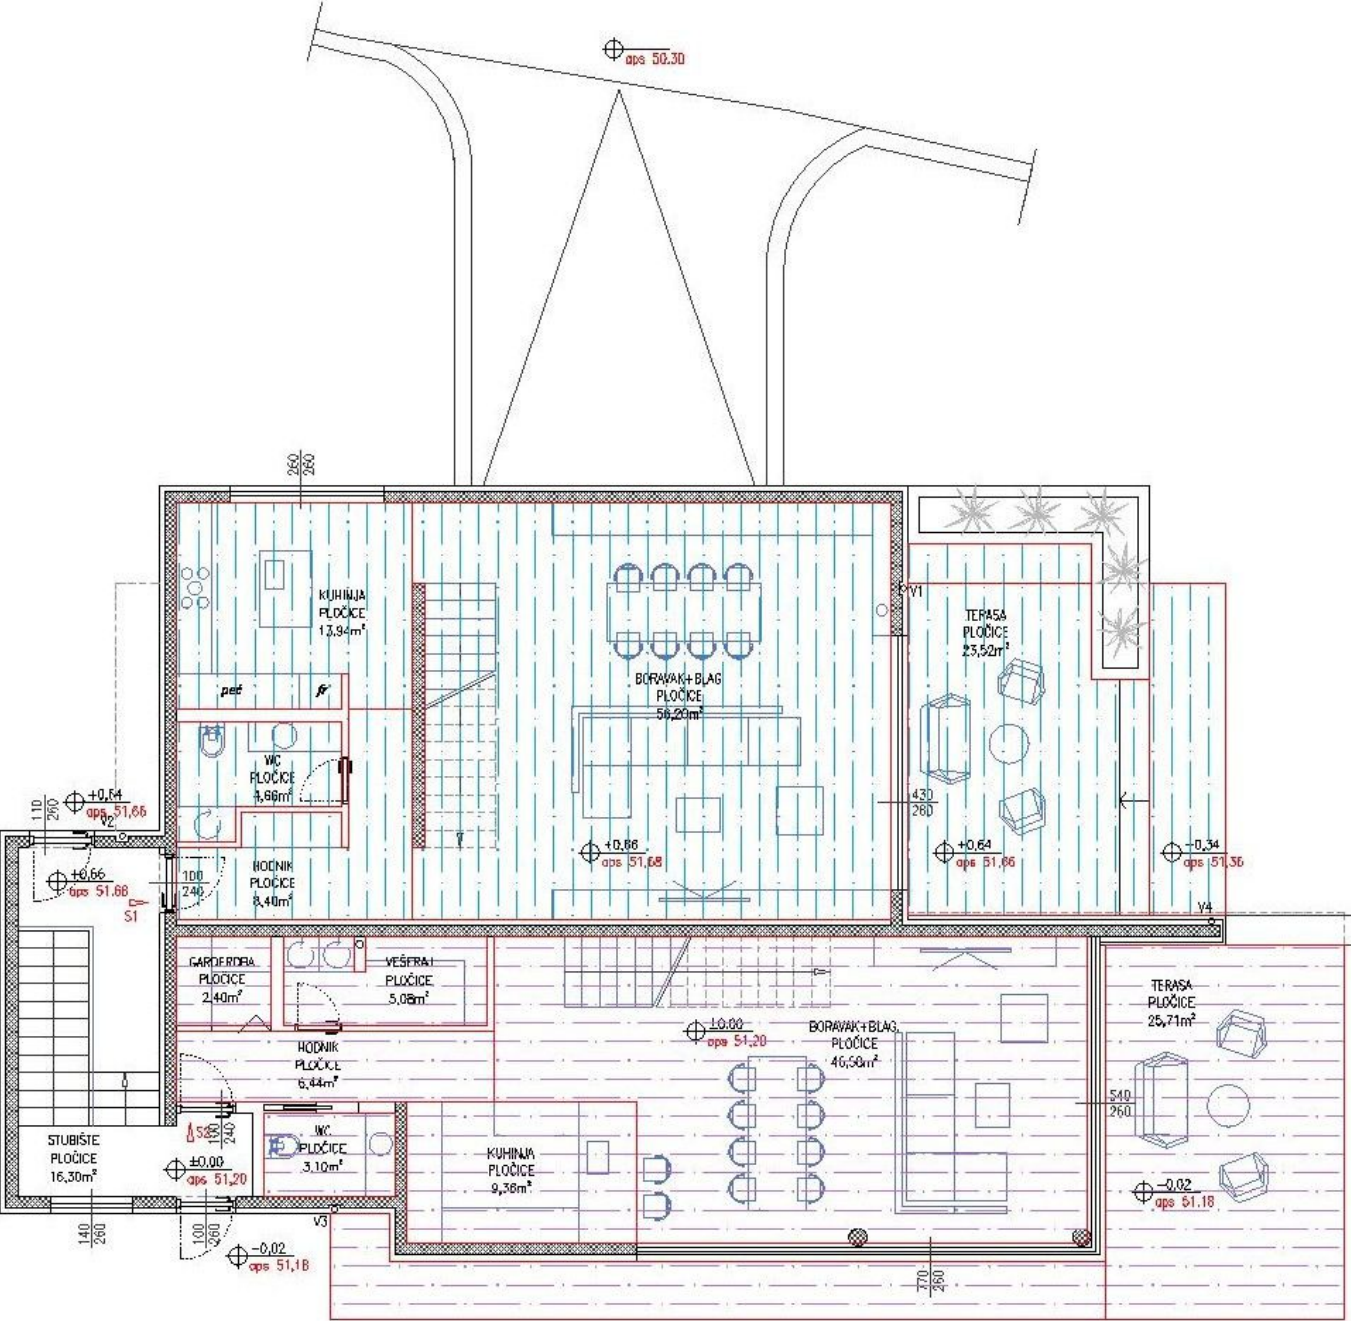 aps 50.30
260
260
KUHINJA
PLOČICE
13,94m²
peć
fr
WC
PLOČICE
4,66m²
HODNIK
PLOČICE
8,40m²
BORAVAK+BLAG
PLOČICE
56,20m²
+0,66
aps 51,68
430
260
V1
TERASA
PLOČICE
23,52m²
+0,64
aps 51,66
-0,34
aps 51,36
V4
110
260
+0,64
aps 51,66
V2
+0,66
aps 51,68
S1
100
240
GARDEROBA
PLOČICE
2,40m²
VEŠERAJ
PLOČICE
5,08m²
HODNIK
PLOČICE
6,44m²
±0,00
aps 51,20
BORAVAK+BLAG.
PLOČICE
46,50m²
TERASA
PLOČICE
25,71m²
540
260
-0,02
aps 51.18
STUBIŠTE
PLOČICE
16,30m²
S2
100
240
±0,00
aps 51,20
WC
PLOČICE
3,10m²
KUHINJA
PLOČICE
9,36m²
V3
140
260
100
260
-0,02
aps 51,18
770
260